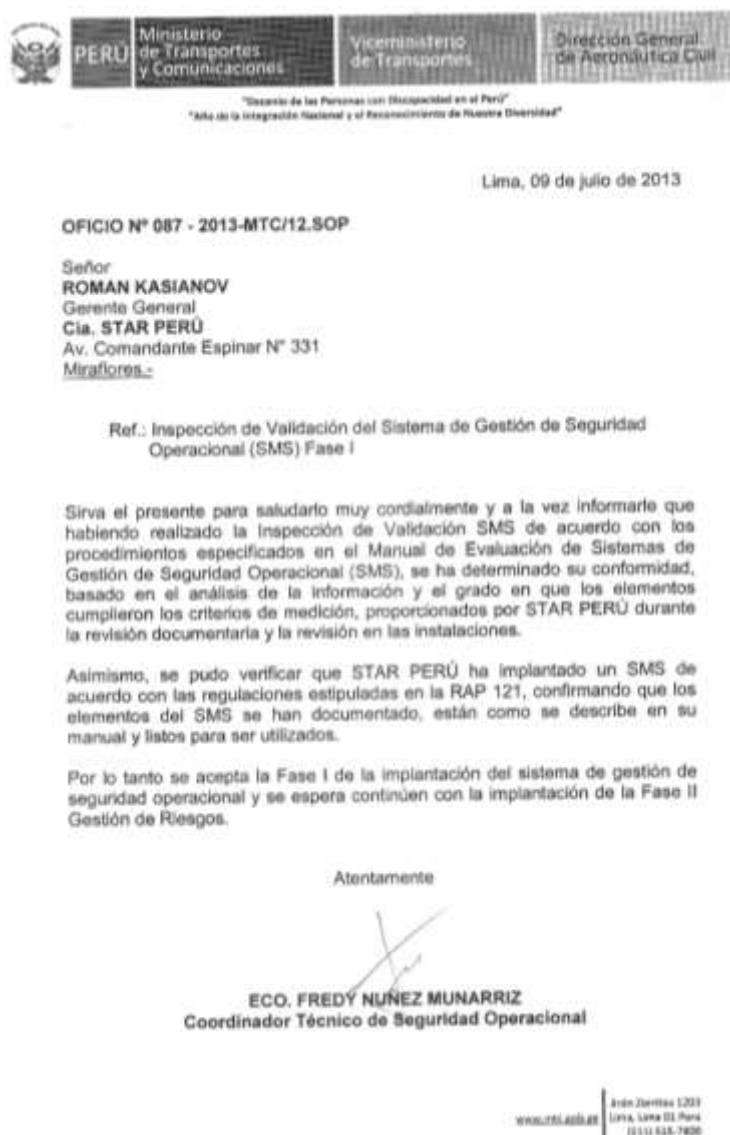 PERÚ
Ministerio
de Transportes
y Comunicaciones
Viceministerio
de Transportes
Dirección General
de Aeronáutica Civil
"Decenio de las Personas con Discapacidad en el Perú"
"Año de la Integración Nacional y el Reconocimiento de Nuestra Diversidad"
Lima, 09 de julio de 2013
OFICIO N° 087 - 2013-MTC/12.SOP
Señor
ROMAN KASIANOV
Gerente General
Cia. STAR PERÚ
Av. Comandante Espinar N° 331
Miraflores.-
Ref.: Inspección de Validación del Sistema de Gestión de Seguridad
Operacional (SMS) Fase I
Sirva el presente para saludarlo muy cordialmente y a la vez informarle que
habiendo realizado la Inspección de Validación SMS de acuerdo con los
procedimientos especificados en el Manual de Evaluación de Sistemas de
Gestión de Seguridad Operacional (SMS), se ha determinado su conformidad,
basado en el análisis de la información y el grado en que los elementos
cumplieron los criterios de medición, proporcionados por STAR PERÚ durante
la revisión documentaria y la revisión en las instalaciones.
Asimismo, se pudo verificar que STAR PERÚ ha implantado un SMS de
acuerdo con las regulaciones estipuladas en la RAP 121, confirmando que los
elementos del SMS se han documentado, están como se describe en su
manual y listos para ser utilizados.
Por lo tanto se acepta la Fase I de la implantación del sistema de gestión de
seguridad operacional y se espera continúen con la implantación de la Fase II
Gestión de Riesgos.
Atentamente
ECO. FREDY NUÑEZ MUNARRIZ
Coordinador Técnico de Seguridad Operacional
www.mtc.gob.pe
Jirón Zorritos 1203
Lima, Lima 01 Perú
(511) 615-7800